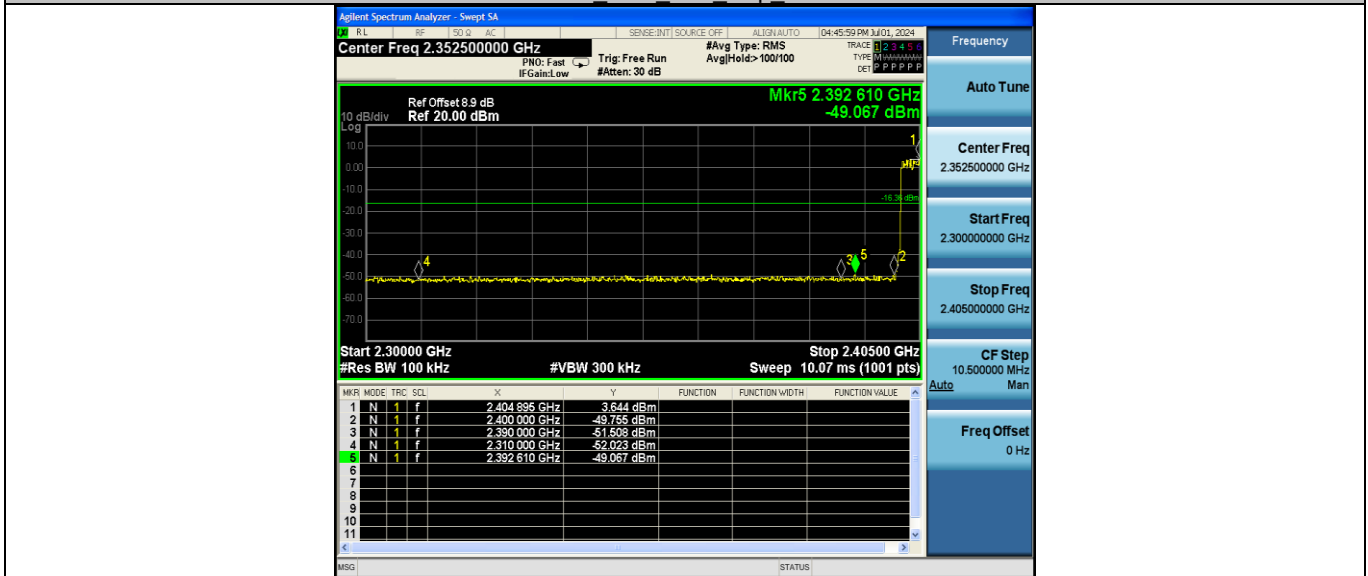 Agilent Spectrum Analyzer - Swept SA
RL RF 50 Ω AC SENSE:INT SOURCE OFF ALIGN AUTO 04:45:59 PM Jul 01, 2024
Center Freq 2.352500000 GHz
PNO: Fast
IFGain:Low
Trig: Free Run
#Atten: 30 dB
#Avg Type: RMS
Avg|Hold:>100/100
TRACE 1 2 3 4 5 6
TYPE M
DET P P P P P P
Ref Offset 8.9 dB
Ref 20.00 dBm
10 dB/div
Log
Mkr5 2.392 610 GHz
-49.067 dBm
10.0
0.00
-10.0
-20.0
-30.0
-40.0
-50.0
-60.0
-70.0
1
-16.36 dBm
4
3
5
2
Start 2.30000 GHz
Stop 2.40500 GHz
#Res BW 100 kHz
#VBW 300 kHz
Sweep 10.07 ms (1001 pts)
MKR MODE TRC SCL X Y FUNCTION FUNCTION WIDTH FUNCTION VALUE
1 N 1 f 2.404 895 GHz 3.644 dBm
2 N 1 f 2.400 000 GHz -49.755 dBm
3 N 1 f 2.390 000 GHz -51.508 dBm
4 N 1 f 2.310 000 GHz -52.023 dBm
5 N 1 f 2.392 610 GHz -49.067 dBm
6
7
8
9
10
11
MSG
STATUS
Frequency
Auto Tune
Center Freq
2.352500000 GHz
Start Freq
2.300000000 GHz
Stop Freq
2.405000000 GHz
CF Step
10.500000 MHz
Auto Man
Freq Offset
0 Hz